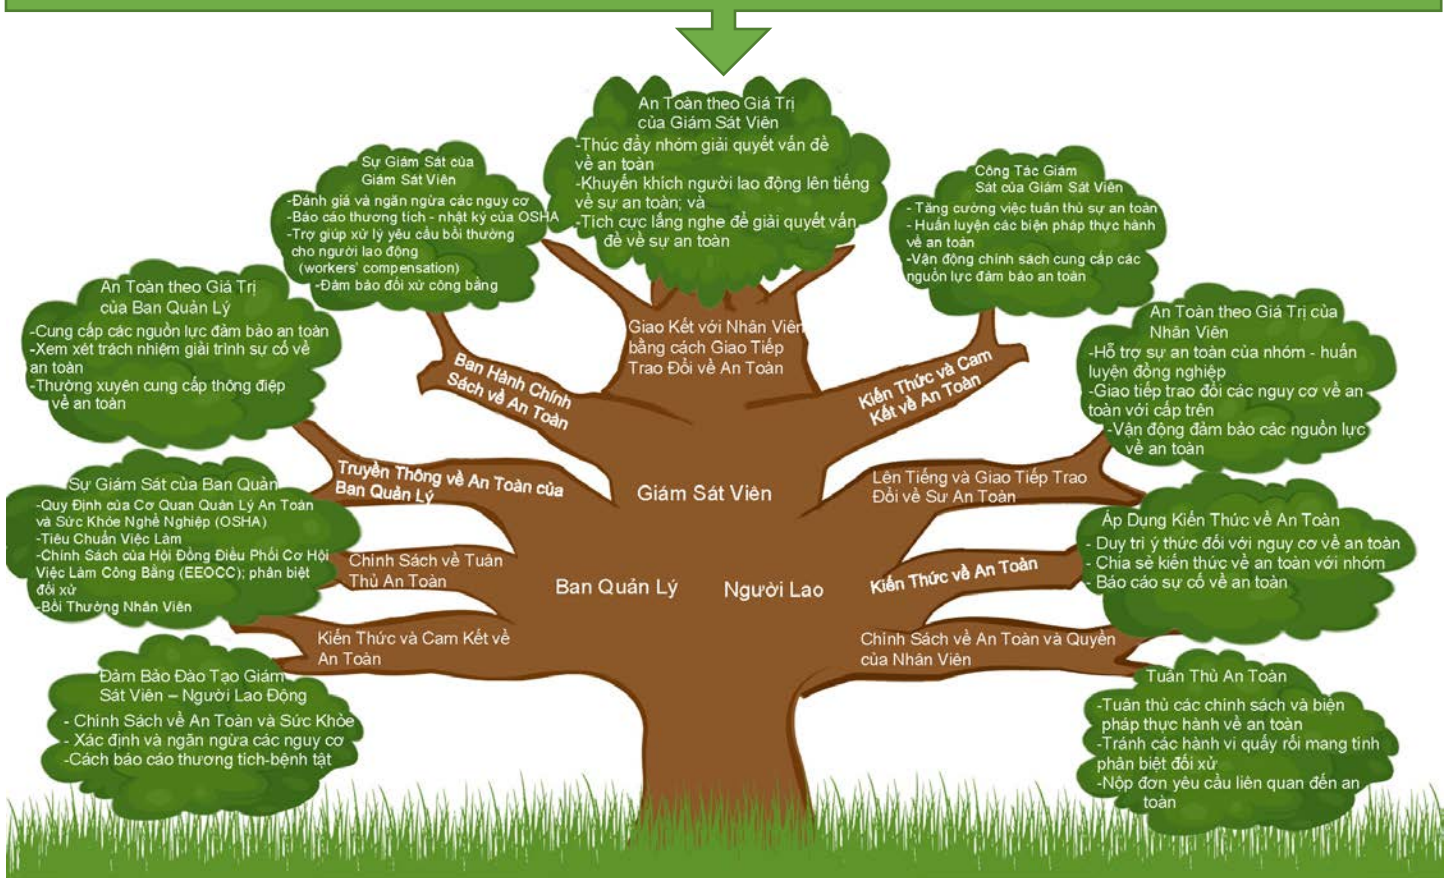 An Toàn theo Giá Trị
của Giám Sát Viên
-Thúc đẩy nhóm giải quyết vấn đề
về an toàn
-Khuyến khích người lao động lên tiếng
về sự an toàn; và
-Tích cực lắng nghe để giải quyết vấn
đề về sự an toàn
Sự Giám Sát của
Giám Sát Viên
-Đánh giá và ngăn ngừa các nguy cơ
-Báo cáo thương tích - nhật ký của OSHA
-Trợ giúp xử lý yêu cầu bồi thường
cho người lao động
(workers' compensation)
-Đảm bảo đối xử công bằng
Công Tác Giám
Sát của Giám Sát Viên
- Tăng cường việc tuân thủ sự an toàn
- Huấn luyện các biện pháp thực hành
về an toàn
-Vận động chính sách cung cấp các
nguồn lực đảm bảo an toàn
An Toàn theo Giá Trị
của Ban Quản Lý
-Cung cấp các nguồn lực đảm bảo an toàn
-Xem xét trách nhiệm giải trình sự cố về
an toàn
-Thường xuyên cung cấp thông điệp
về an toàn
An Toàn theo Giá Trị của
Nhân Viên
-Hỗ trợ sự an toàn của nhóm - huấn
luyện đồng nghiệp
-Giao tiếp trao đổi các nguy cơ về an
toàn với cấp trên
-Vận động đảm bảo các nguồn lực
về an toàn
Giao Kết với Nhân Viên
bằng cách Giao Tiếp
Trao Đổi về An Toàn
Ban Hành Chính
Sách về An Toàn
Kiến Thức và Cam
Kết về An Toàn
Truyền Thông về An Toàn của
Ban Quản Lý
Giám Sát Viên
Lên Tiếng và Giao Tiếp Trao
Đổi về Sự An Toàn
Sự Giám Sát của Ban Quản
-Quy Định của Cơ Quan Quản Lý An Toàn
và Sức Khỏe Nghề Nghiệp (OSHA)
-Tiêu Chuẩn Việc Làm
-Chính Sách của Hội Đồng Điều Phối Cơ Hội
Việc Làm Công Bằng (EEOCC); phân biệt
đối xử
-Bồi Thường Nhân Viên
Áp Dụng Kiến Thức về An Toàn
- Duy trì ý thức đối với nguy cơ về an toàn
- Chia sẻ kiến thức về an toàn với nhóm
- Báo cáo sự cố về an toàn
Chính Sách về Tuân
Thủ An Toàn
Ban Quản Lý
Người Lao
Kiến Thức về An Toàn
Kiến Thức và Cam Kết về
An Toàn
Chính Sách về An Toàn và Quyền
của Nhân Viên
Đảm Bảo Đào Tạo Giám
Sát Viên – Người Lao Động
- Chính Sách về An Toàn và Sức Khỏe
- Xác định và ngăn ngừa các nguy cơ
-Cách báo cáo thương tích-bệnh tật
Tuân Thủ An Toàn
-Tuân thủ các chính sách và biện
pháp thực hành về an toàn
-Tránh các hành vi quấy rối mang tính
phân biệt đối xử
-Nộp đơn yêu cầu liên quan đến an
toàn